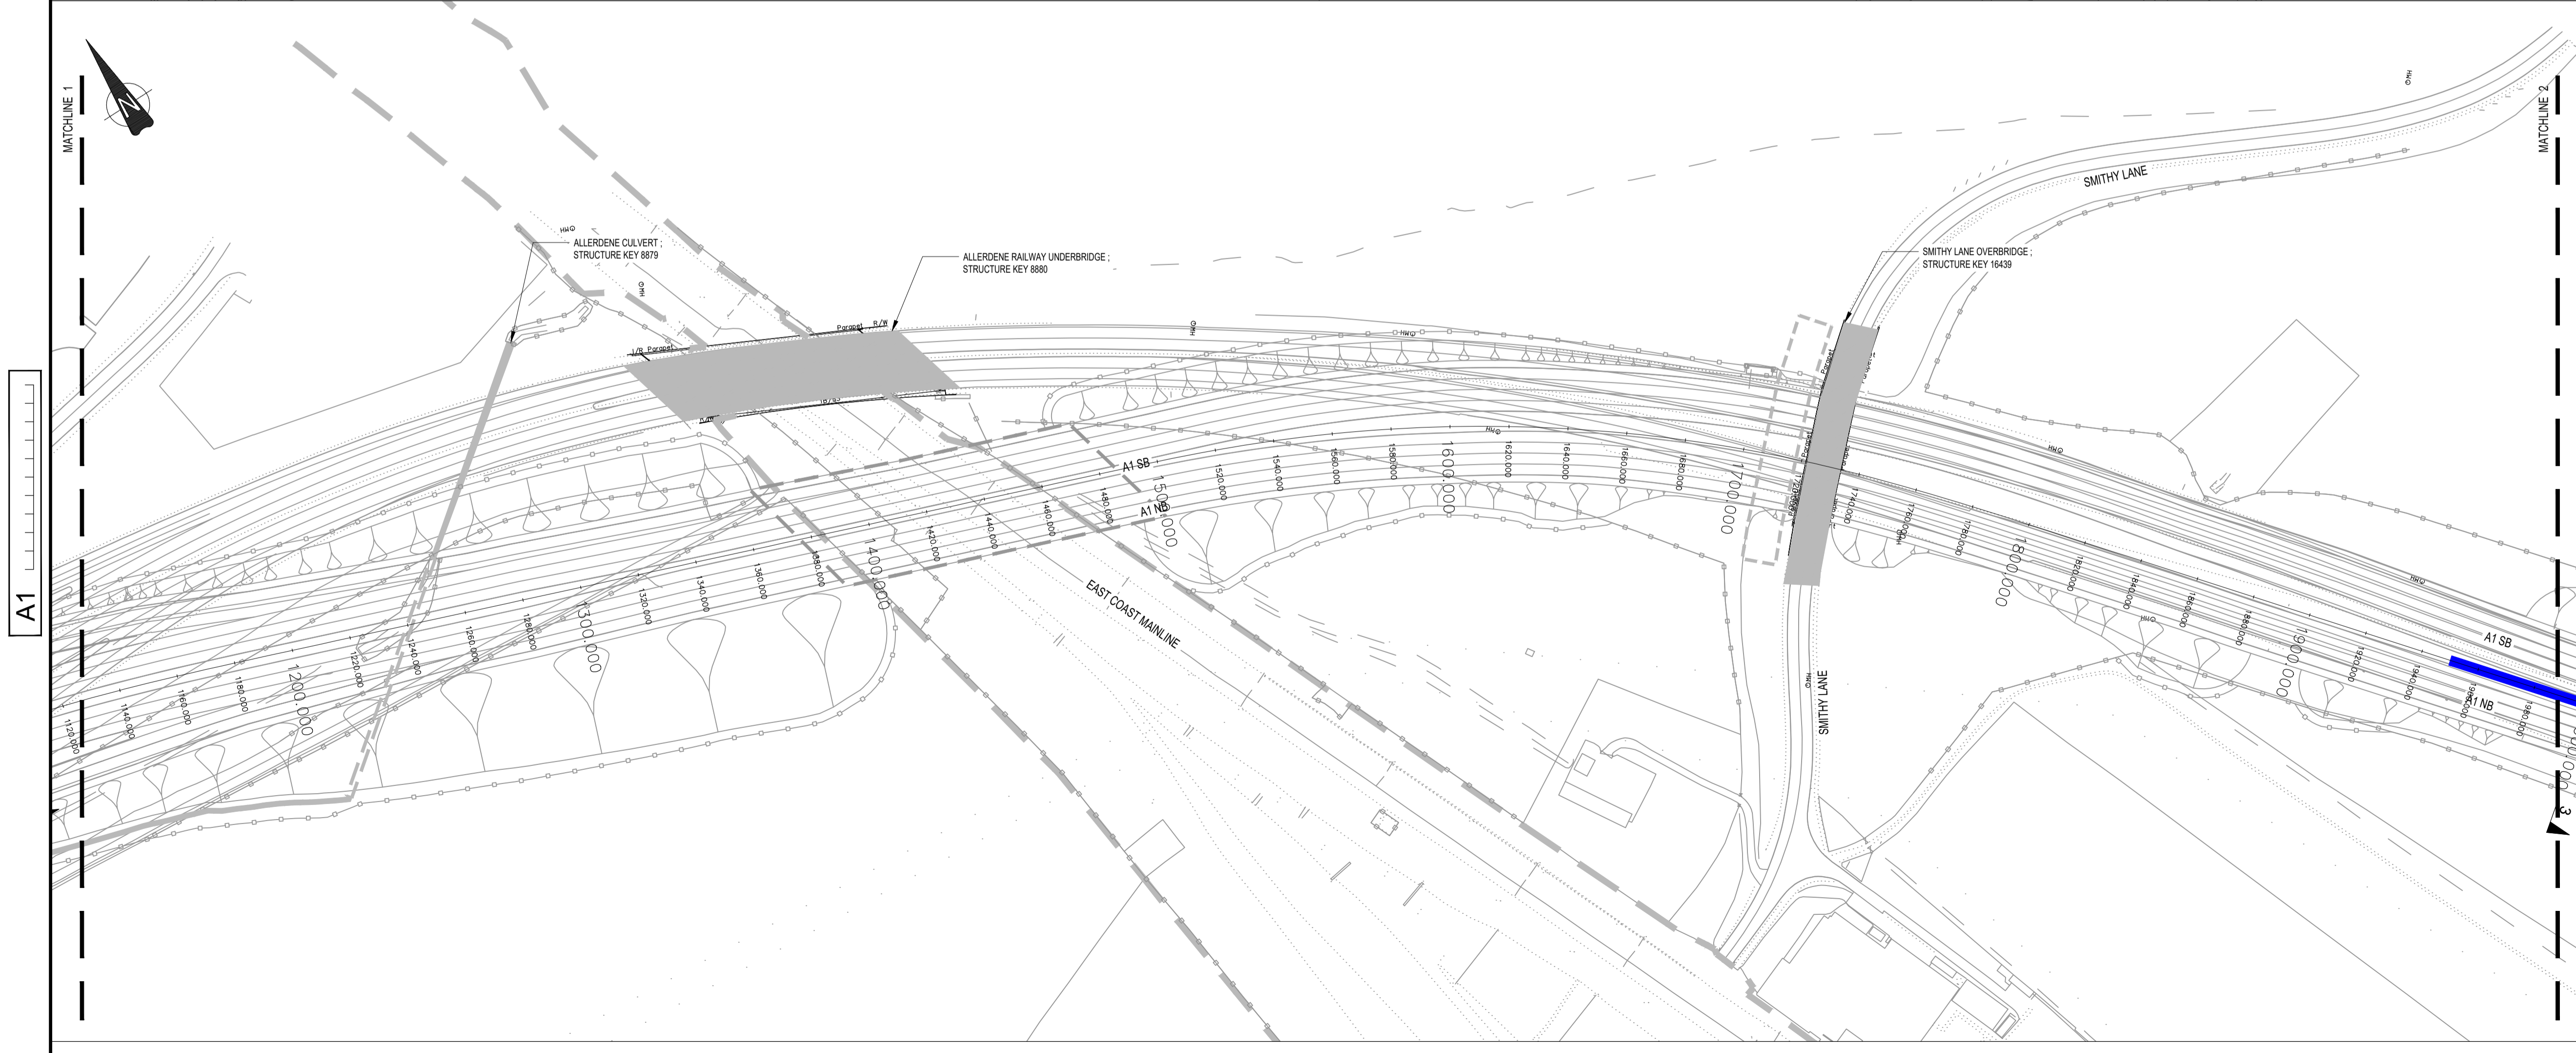 MATCHLINE 1
N
A1
ALLERDENE CULVERT ;
STRUCTURE KEY 8879
ALLERDENE RAILWAY UNDERBRIDGE ;
STRUCTURE KEY 8880
SMITHY LANE OVERBRIDGE ;
STRUCTURE KEY 16439
SMITHY LANE
MATCHLINE 2
Parapet
R/W
Parapet
A1 SB
A1 NB
EAST COAST MAINLINE
SMITHY LANE
A1 SB
A1 NB
1120.000
1140.000
1160.000
1180.000
1200.000
1220.000
1240.000
1260.000
1280.000
1300.000
1320.000
1340.000
1360.000
1380.000
1400.000
1420.000
1440.000
1460.000
1480.000
1520.000
1540.000
1560.000
1580.000
1600.000
1620.000
1640.000
1660.000
1680.000
1700.000
1740.000
1760.000
1780.000
1800.000
1820.000
1840.000
1860.000
1880.000
1900.000
1920.000
1940.000
1980.000
Parapet
3